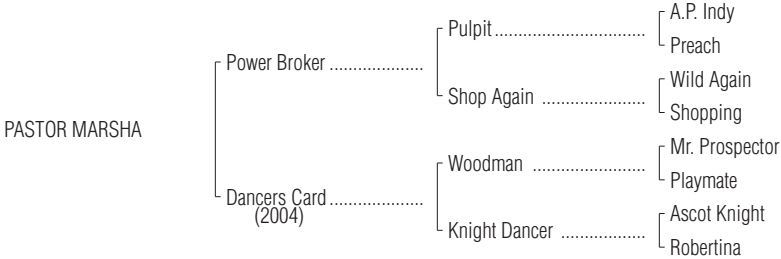 A.P. Indy
Pulpit ..............................
Preach
Power Broker ...................
Wild Again
Shop Again .....................
Shopping
PASTOR MARSHA
Mr. Prospector
Woodman .......................
Playmate
Dancers Card ...................
(2004)
Ascot Knight
Knight Dancer .................
Robertina